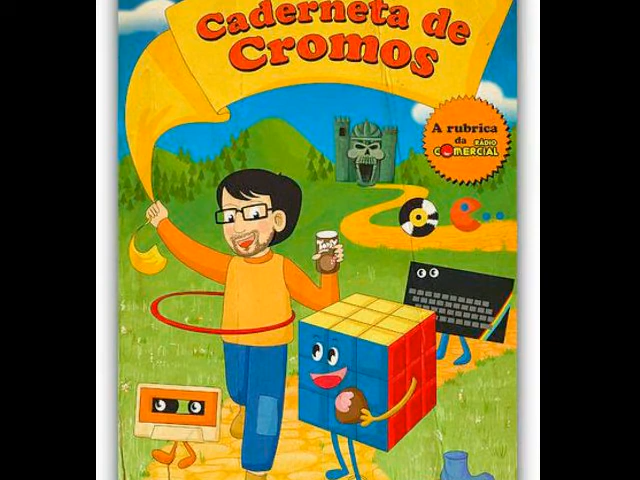 Caderneta de
Cromos
A rubrica
da
RÁDIO
COMERCIAL